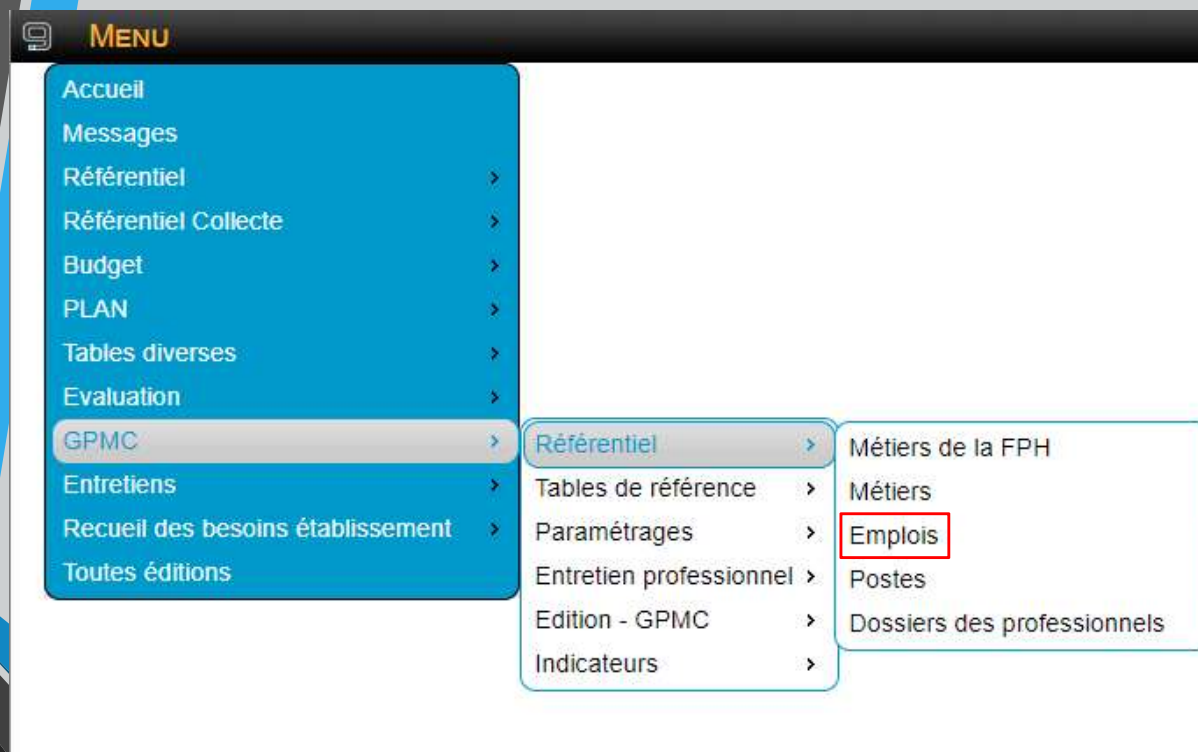 MENU
Accueil
Messages
Référentiel
Référentiel Collecte
Budget
PLAN
Tables diverses
Evaluation
GPMC
Entretiens
Recueil des besoins établissement
Toutes éditions
Référentiel
Tables de référence
Paramétrages
Entretien professionnel
Edition - GPMC
Indicateurs
Métiers de la FPH
Métiers
Emplois
Postes
Dossiers des professionnels